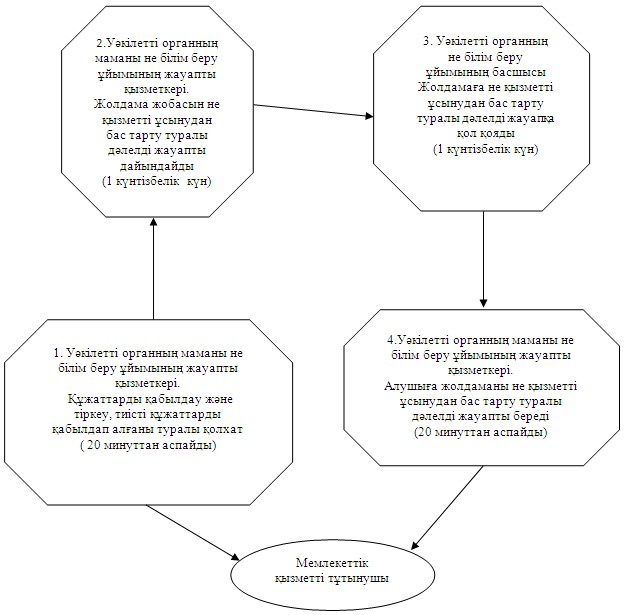 1. Уәкілетті органның маманы не
білім беру ұйымының жауапты
қызметкері.
Құжаттарды қабылдау және
тіркеу, тиісті құжаттарды
қабылдап алғаны туралы қолхат
( 20 минуттан аспайды)
2.Уәкілетті органның
маманы не білім беру
ұйымының жауапты
қызметкері.
Жолдама жобасын не
қызметті ұсынудан
бас тарту туралы
дәлелді жауапты
дайындайды
(1 күнтізбелік күн)
3. Уәкілетті органның
не білім беру
ұйымының басшысы
Жолдамаға не қызметті
ұсынудан бас тарту
туралы дәлелді жауапқа
қол қояды
(1 күнтізбелік күн)
4.Уәкілетті органның маманы не
білім беру ұйымының жауапты
қызметкері.
Алушыға жолдаманы не қызметті
ұсынудан бас тарту туралы
дәлелді жауапты береді
(20 минуттан аспайды)
Мемлекеттік
қызметті тұтынушы